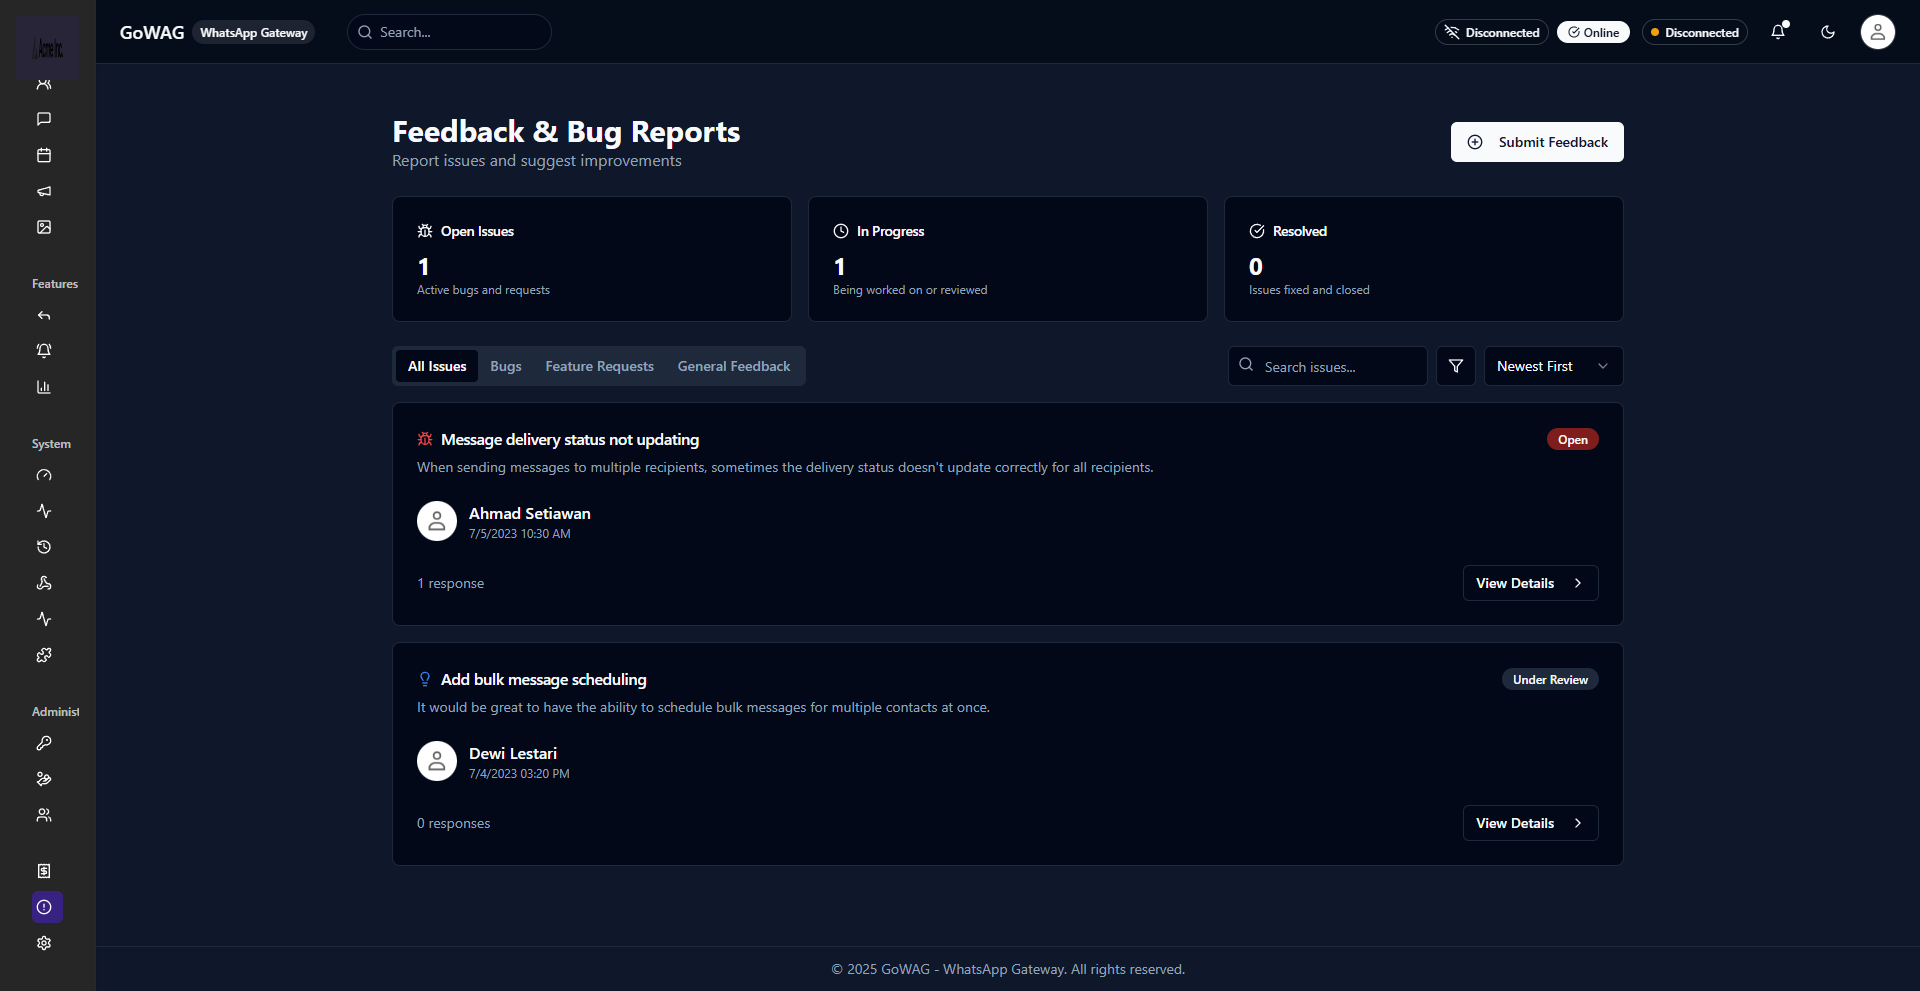 Acme Inc.
GoWAG WhatsApp Gateway Search... Disconnected Online Disconnected
Features
System
Administ
Feedback & Bug Reports
Report issues and suggest improvements
Submit Feedback
Open Issues
1
Active bugs and requests
In Progress
1
Being worked on or reviewed
Resolved
0
Issues fixed and closed
All Issues Bugs Feature Requests General Feedback Search issues... Newest First
Message delivery status not updating Open
When sending messages to multiple recipients, sometimes the delivery status doesn't update correctly for all recipients.
Ahmad Setiawan
7/5/2023 10:30 AM
1 response View Details
Add bulk message scheduling Under Review
It would be great to have the ability to schedule bulk messages for multiple contacts at once.
Dewi Lestari
7/4/2023 03:20 PM
0 responses View Details
© 2025 GoWAG - WhatsApp Gateway. All rights reserved.